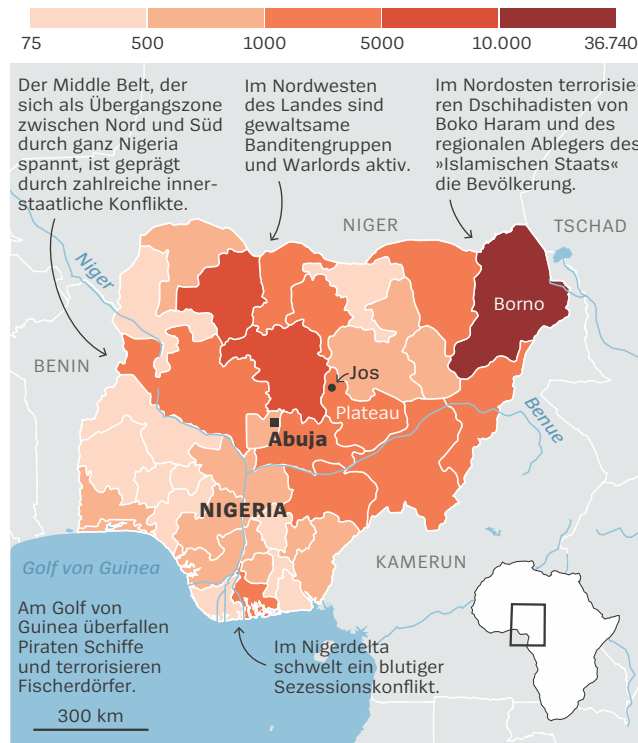 75 500 1000 5000 10.000 36.740
Der Middle Belt, der
sich als Übergangszone
zwischen Nord und Süd
durch ganz Nigeria
spannt, ist geprägt
durch zahlreiche inner-
staatliche Konflikte.
Im Nordwesten
des Landes sind
gewaltsame
Banditengruppen
und Warlords aktiv.
Im Nordosten terrorisie-
ren Dschihadisten von
Boko Haram und des
regionalen Ablegers des
»Islamischen Staats«
die Bevölkerung.
NIGER
TSCHAD
Niger
Borno
BENIN
Jos
Plateau
Benue
Abuja
NIGERIA
KAMERUN
Golf von Guinea
Am Golf von
Guinea überfallen
Piraten Schiffe
und terrorisieren
Fischerdörfer.
Im Nigerdelta
schwelt ein blutiger
Sezessionskonflikt.
300 km